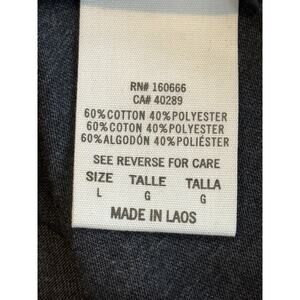 RN# 160666
CA# 40289
60%COTTON 40%POLYESTER
60%COTON 40%POLYESTER
60%ALGODÓN 40%POLIÉSTER
SEE REVERSE FOR CARE
SIZE TALLE TALLA
L G G
MADE IN LAOS